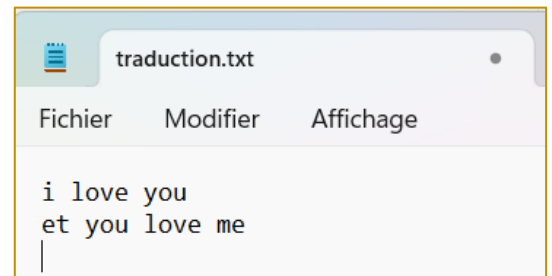 traduction.txt
Fichier Modifier Affichage
i love you
et you love me